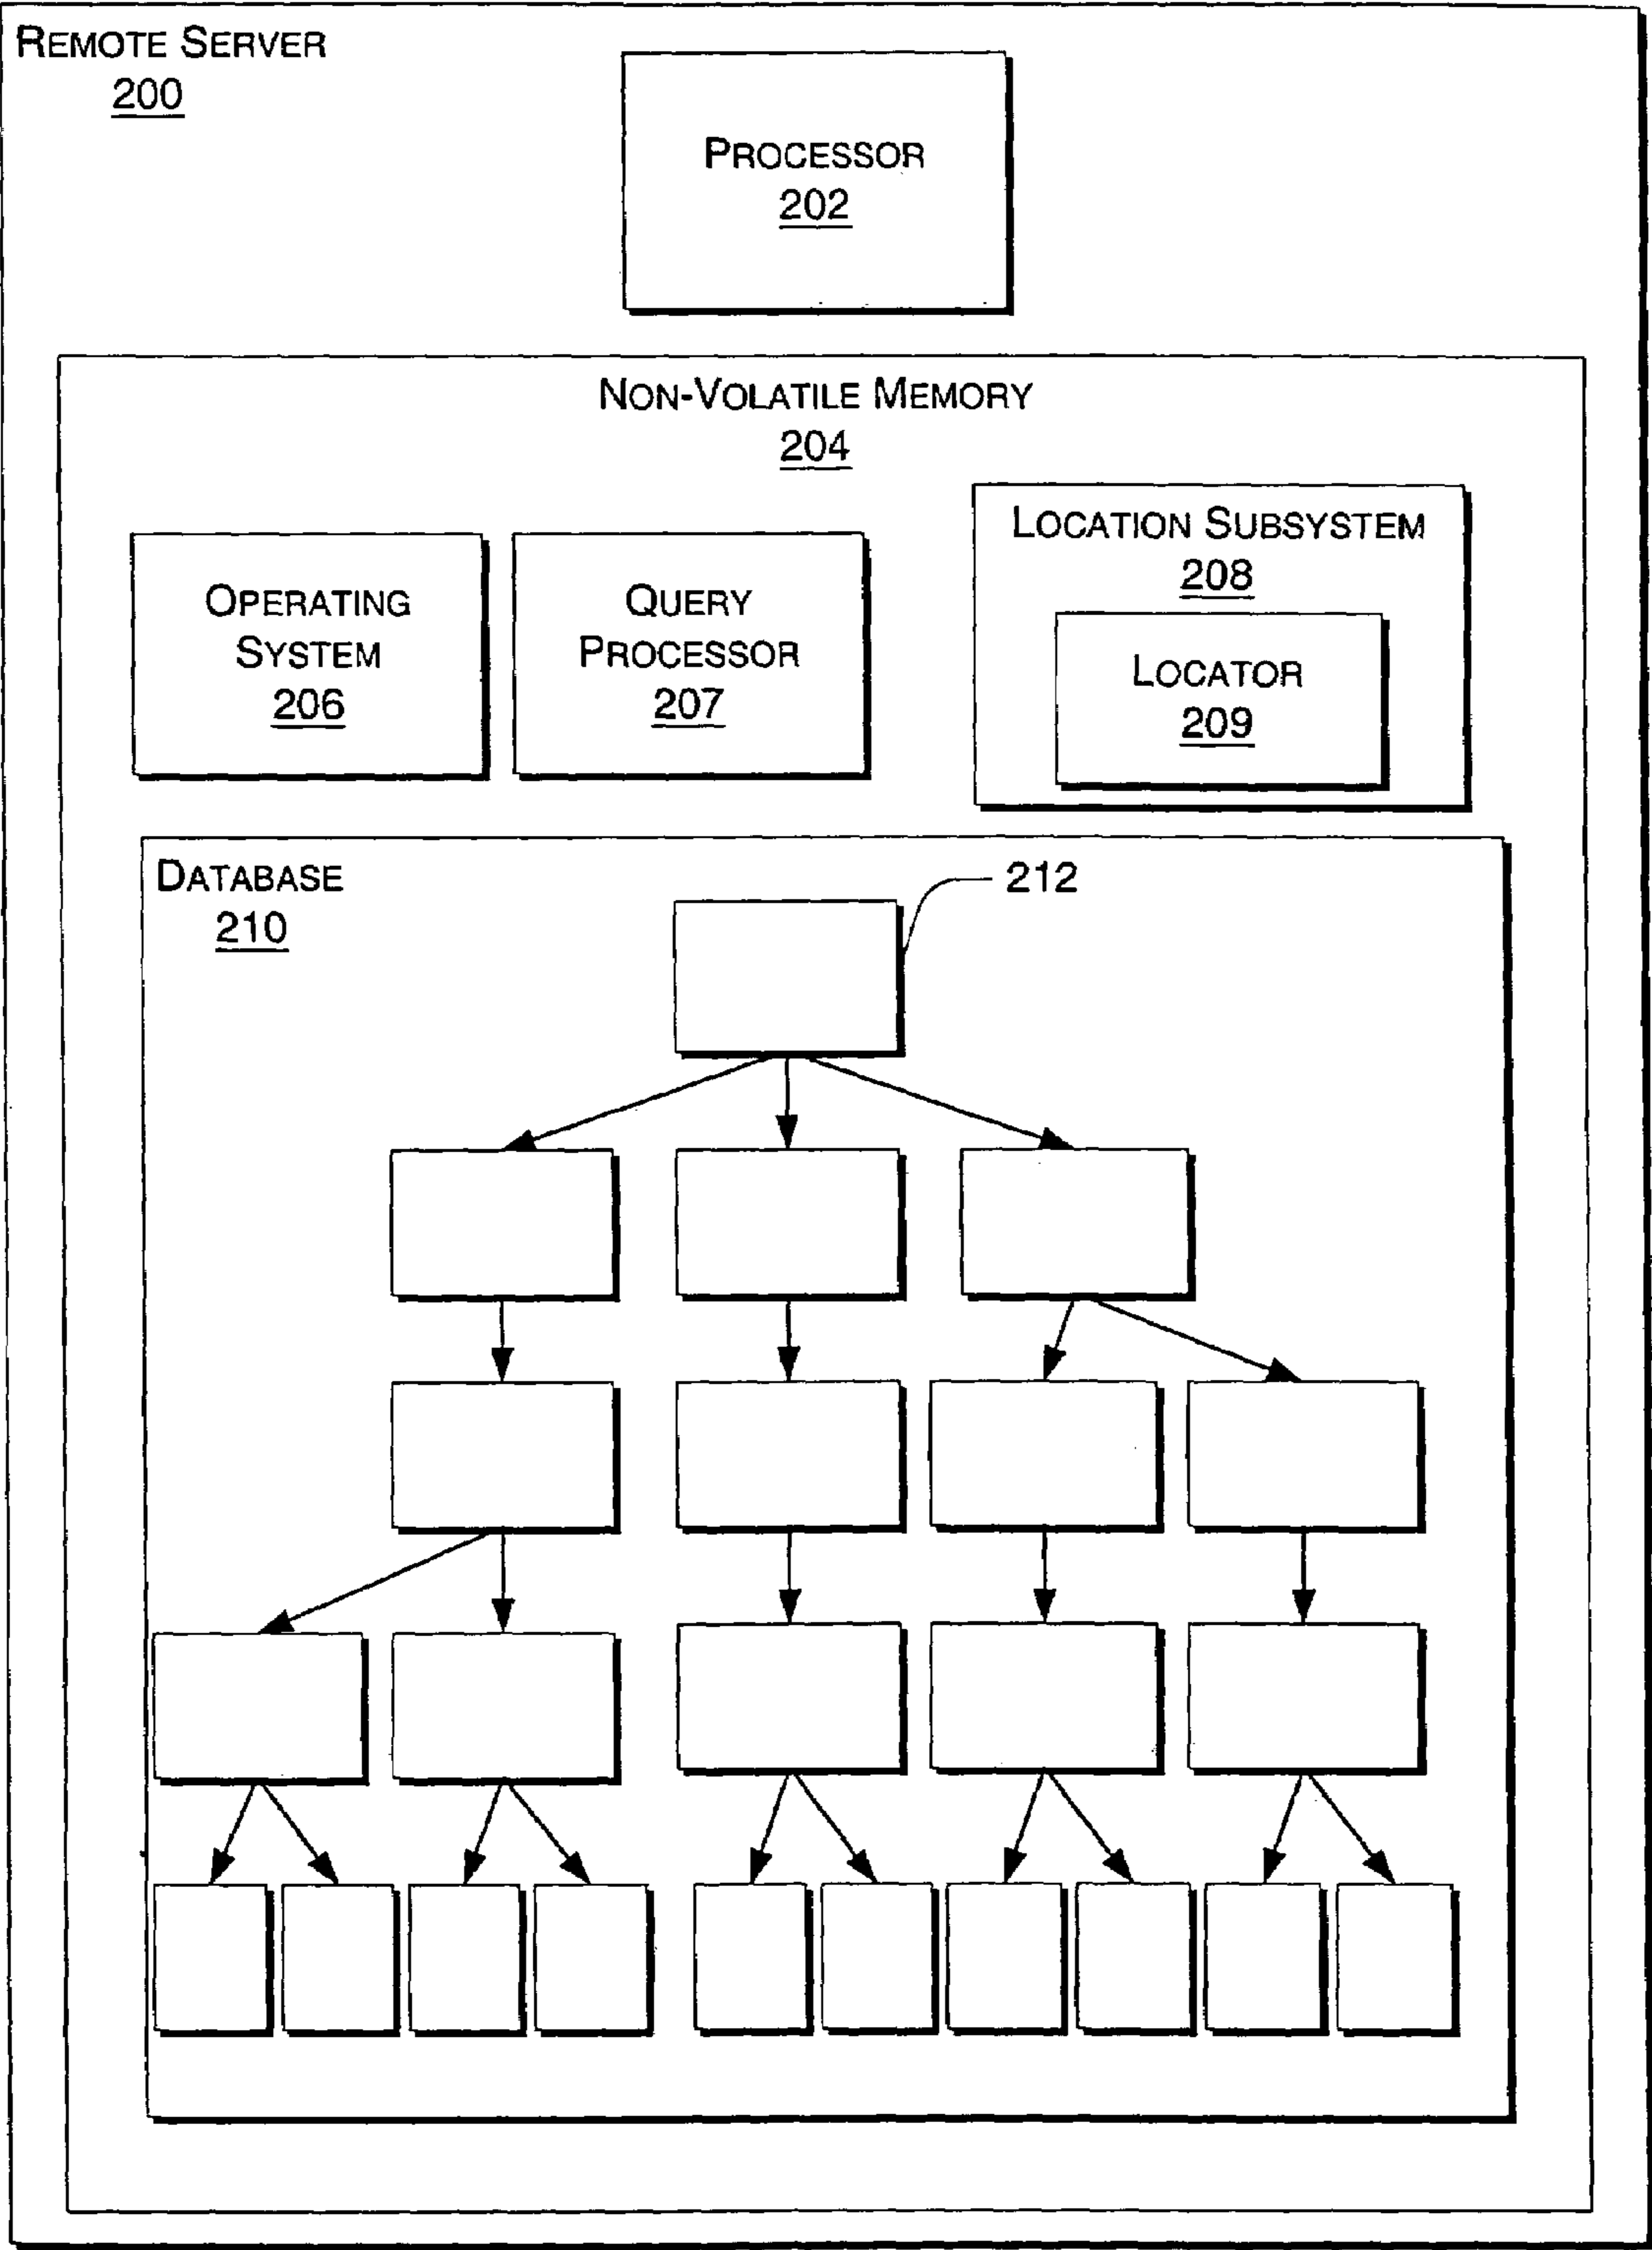 REMOTE SERVER
200
PROCESSOR
202
NON-VOLATILE MEMORY
204
OPERATING
SYSTEM
206
QUERY
PROCESSOR
207
LOCATION SUBSYSTEM
208
LOCATOR
209
DATABASE
210
212